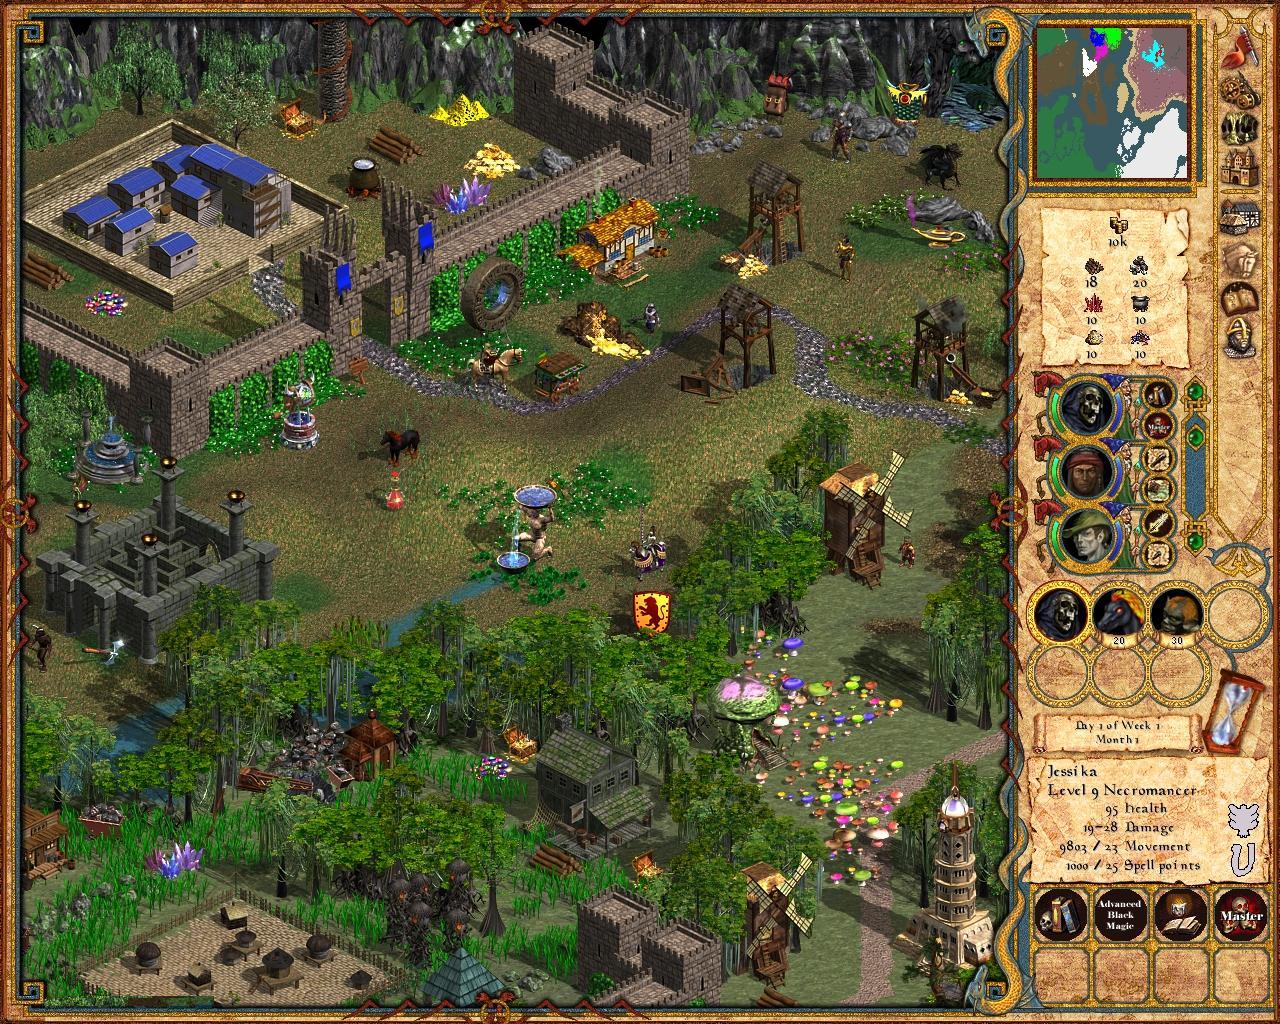 10k
18 20
10 10
10 10
Master
20 30
Day 1 of Week 1
Month 1
Jessika
Level 9 Necromancer
95 Health
19-28 Damage
9803 / 23 Movement
1000 / 25 Spell points
Advanced
Black
Magic
Master